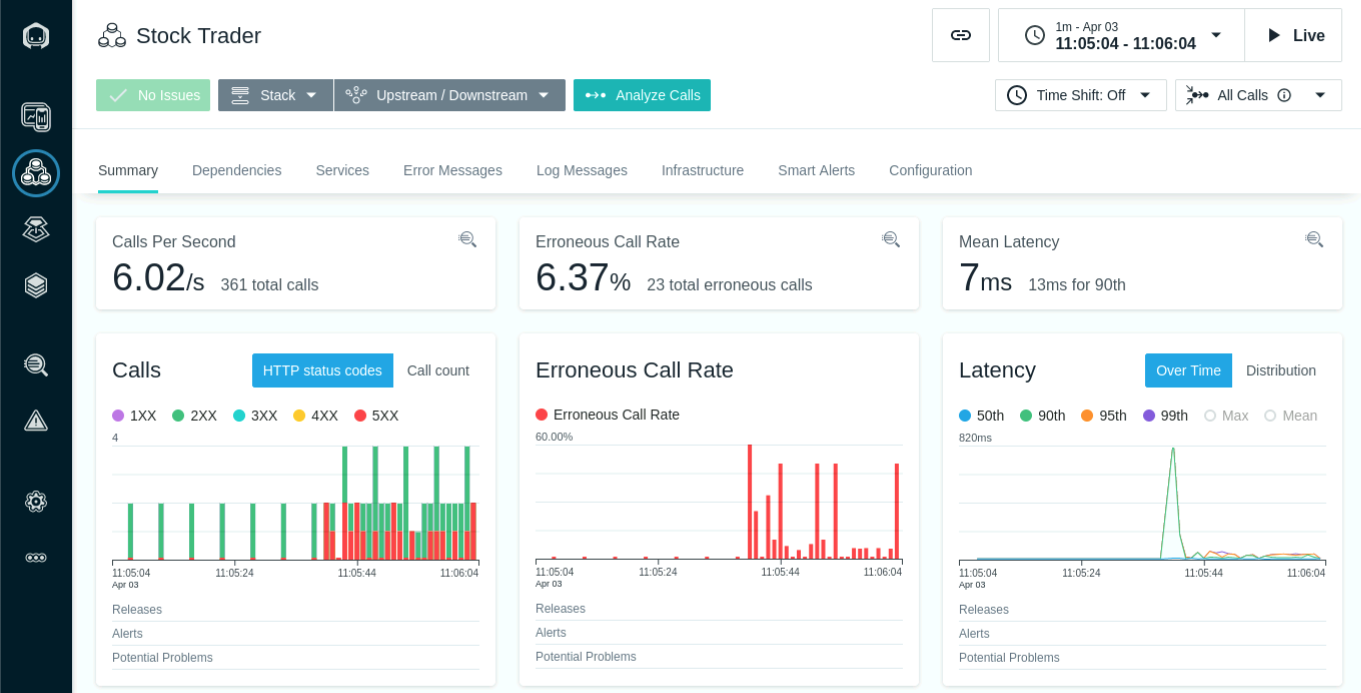 Stock Trader
1m - Apr 03
11:05:04 - 11:06:04
Live
No Issues
Stack
Upstream / Downstream
Analyze Calls
Time Shift: Off
All Calls
Summary
Dependencies
Services
Error Messages
Log Messages
Infrastructure
Smart Alerts
Configuration
Calls Per Second
6.02/s 361 total calls
Erroneous Call Rate
6.37% 23 total erroneous calls
Mean Latency
7ms 13ms for 90th
Calls
HTTP status codes
Call count
1XX 2XX 3XX 4XX 5XX
4
11:05:04 11:05:24 11:05:44 11:06:04
Apr 03
Releases
Alerts
Potential Problems
Erroneous Call Rate
Erroneous Call Rate
60.00%
11:05:04 11:05:24 11:05:44 11:06:04
Apr 03
Releases
Alerts
Potential Problems
Latency
Over Time
Distribution
50th 90th 95th 99th Max Mean
820ms
11:05:04 11:05:24 11:05:44 11:06:04
Apr 03
Releases
Alerts
Potential Problems